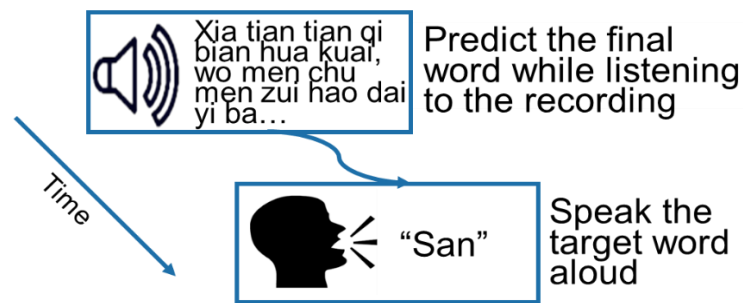 Xia tian tian qi
bian hua kuai,
wo men chu
men zui hao dai
yi ba…
Predict the final
word while listening
to the recording
Time
“San”
Speak the
target word
aloud